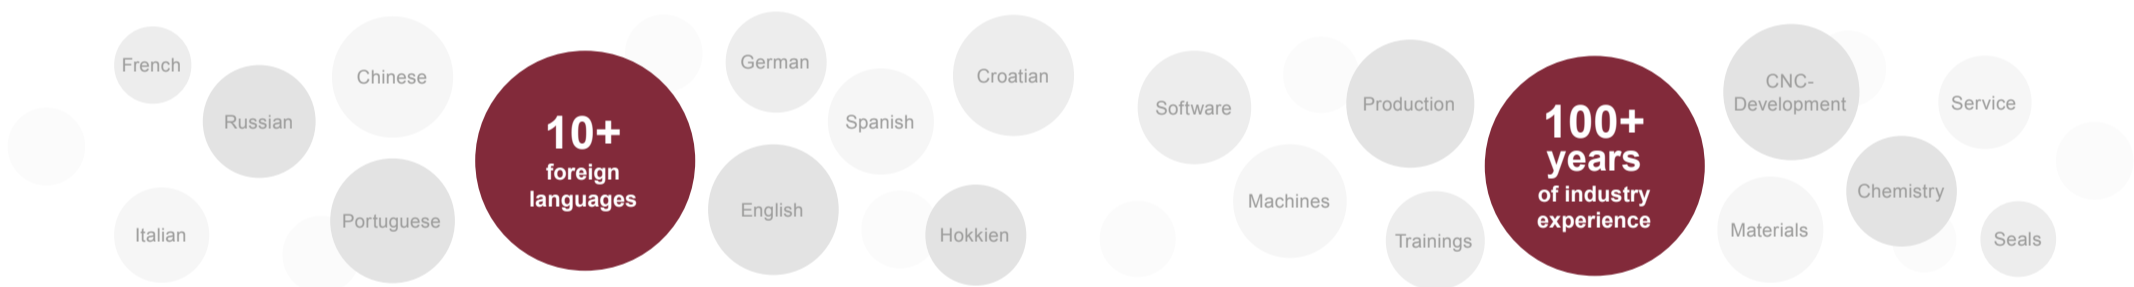 French
Russian
Chinese
Italian
Portuguese
10+
foreign
languages
German
Spanish
Croatian
English
Hokkien
Software
Machines
Production
Trainings
100+
years
of industry
experience
CNC-
Development
Service
Chemistry
Materials
Seals